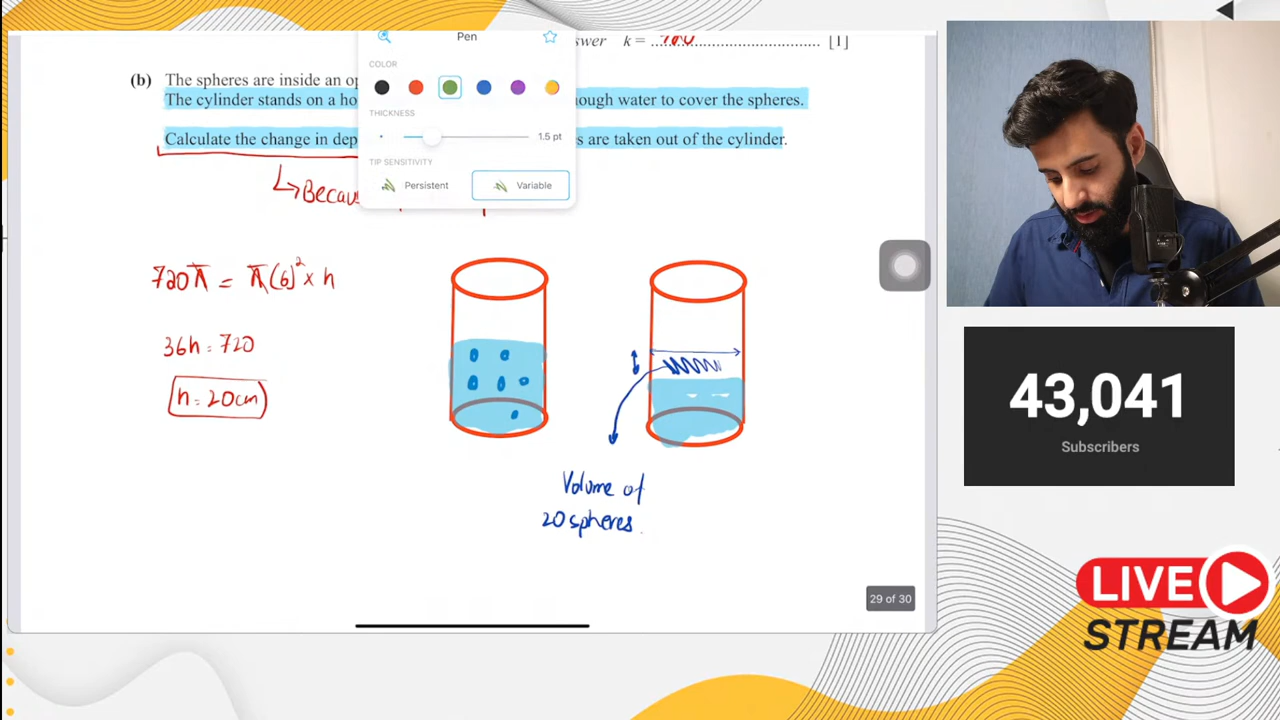 swer k = 720 [1]
Pen
COLOR
THICKNESS
1.5 pt
TIP SENSITIVITY
Persistent
Variable
(b) The spheres are inside an op
The cylinder stands on a ho nough water to cover the spheres.
Calculate the change in dep s are taken out of the cylinder.
↳Becau
720π = π(6)² × h
36h = 720
h = 20cm
Volume of
20 spheres.
29 of 30
43,041
Subscribers
LIVE
STREAM